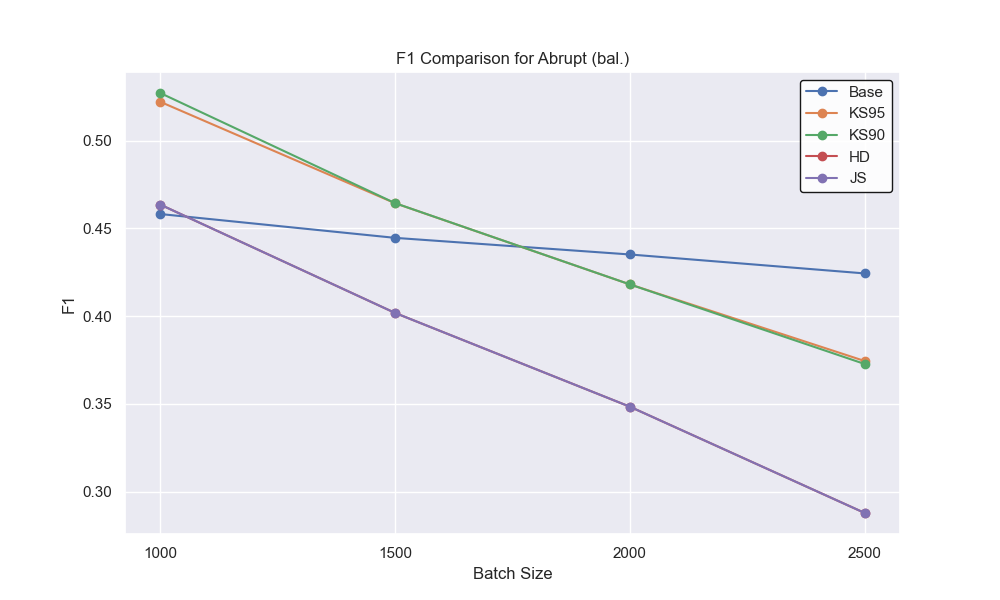 F1 Comparison for Abrupt (bal.)
Base
KS95
KS90
HD
JS
0.50
0.45
0.40
0.35
0.30
F1
1000
1500
2000
2500
Batch Size